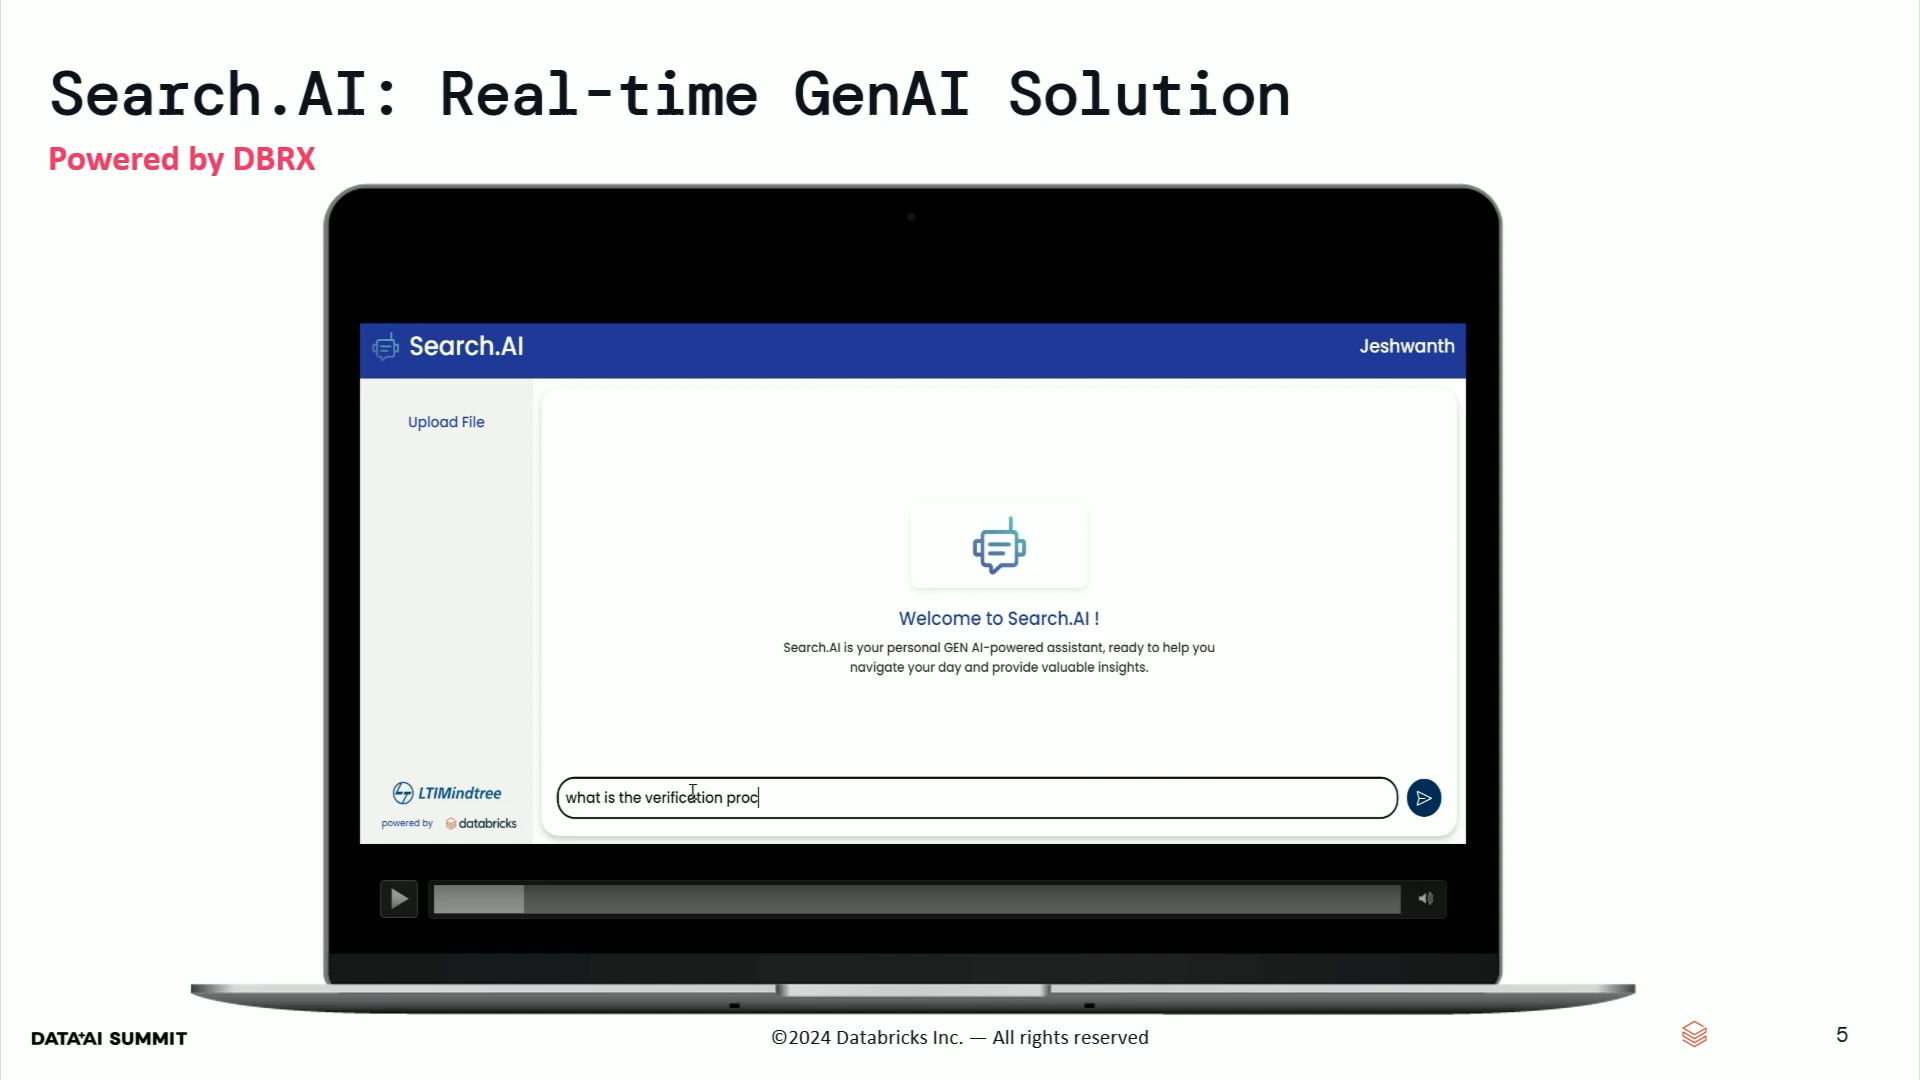 Search.AI: Real-time GenAI Solution
Powered by DBRX
Search.AI
Jeshwanth
Upload File
Welcome to Search.AI !
Search.AI is your personal GEN AI-powered assistant, ready to help you
navigate your day and provide valuable insights.
what is the verification proc
LTIMindtree
powered by databricks
DATA+AI SUMMIT
©2024 Databricks Inc. — All rights reserved
5